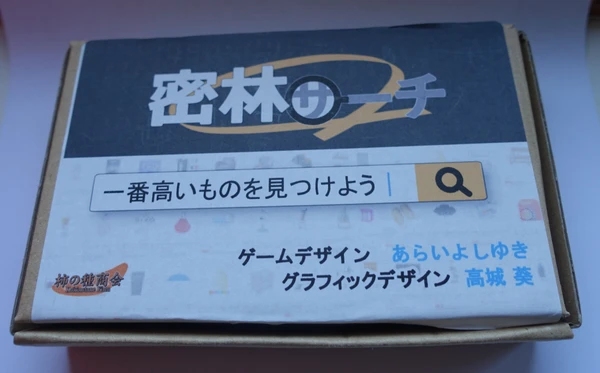 密林サーチ
一番高いものを見つけよう
ゲームデザイン あらいよしゆき
グラフィックデザイン 高城 葵
柿の種商会